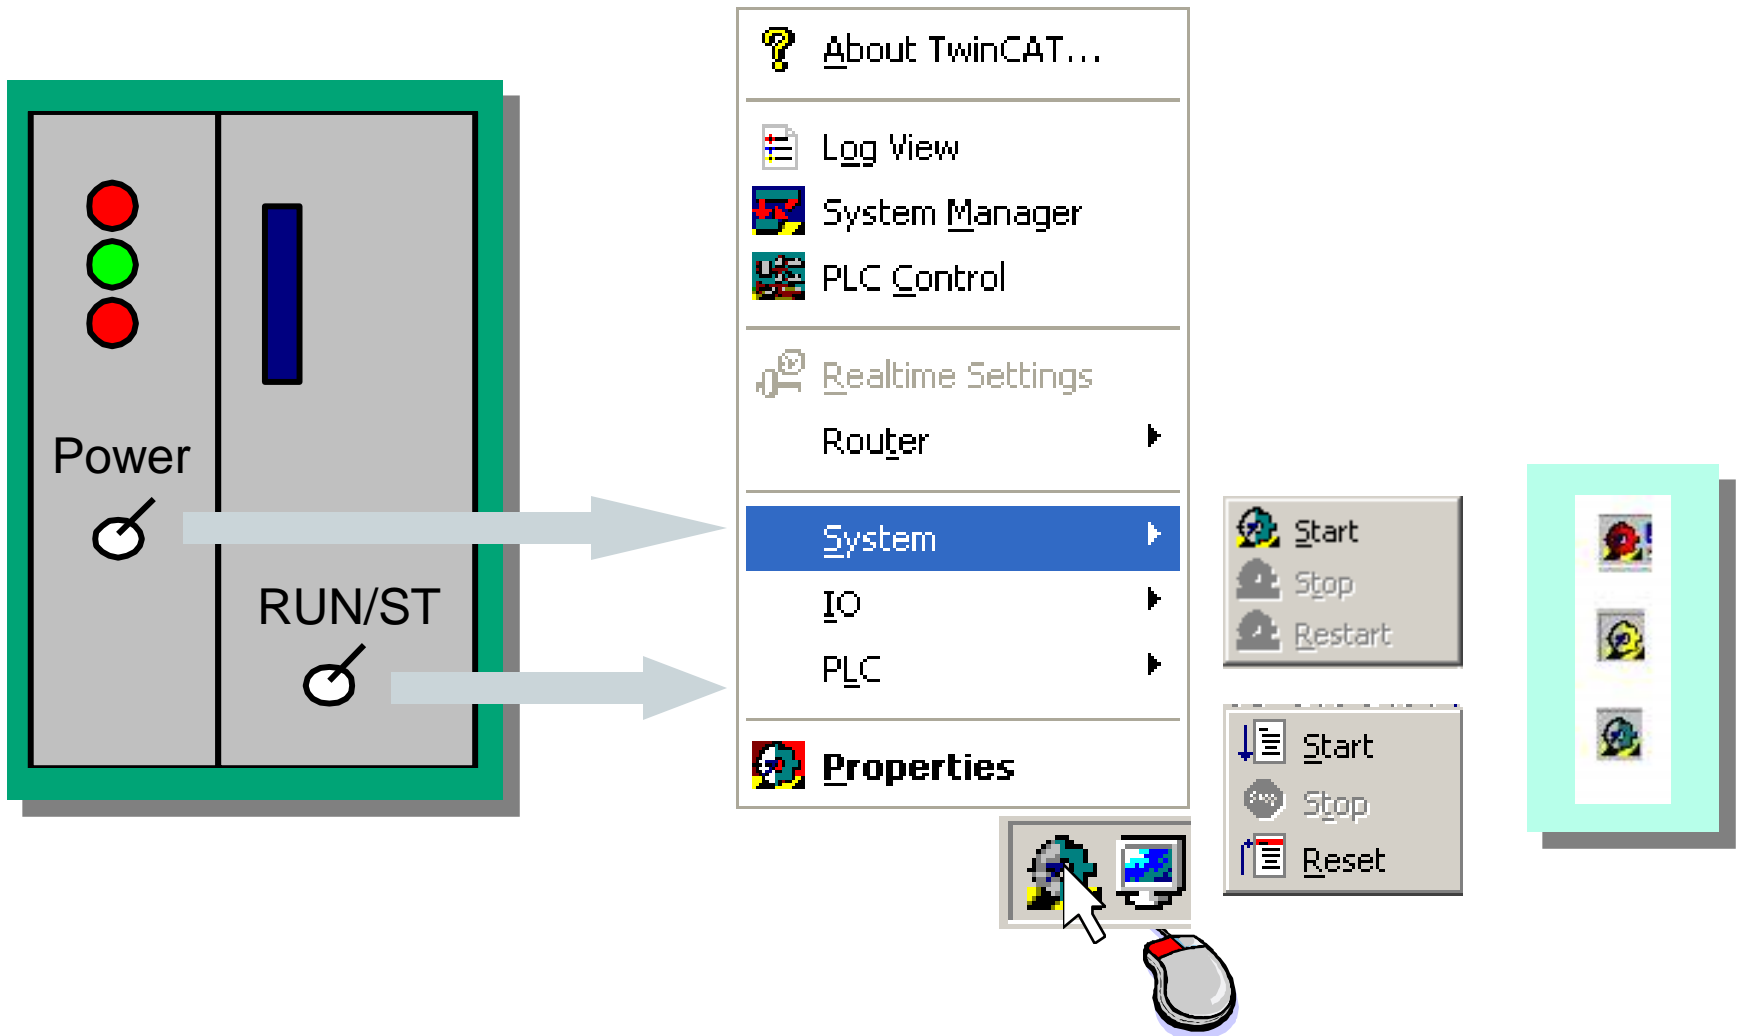 Power
RUN/ST
About TwinCAT...
Log View
System Manager
PLC Control
Realtime Settings
Router
System
IO
PLC
Properties
Start
Stop
Restart
Start
Stop
Reset